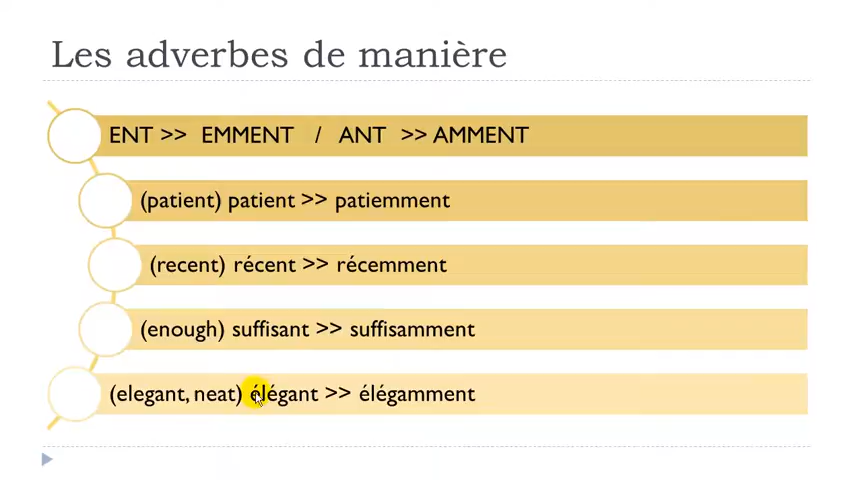 Les adverbes de manière
ENT >> EMMENT / ANT >> AMMENT
(patient) patient >> patiemment
(recent) récent >> récemment
(enough) suffisant >> suffisamment
(elegant, neat) élégant >> élégamment